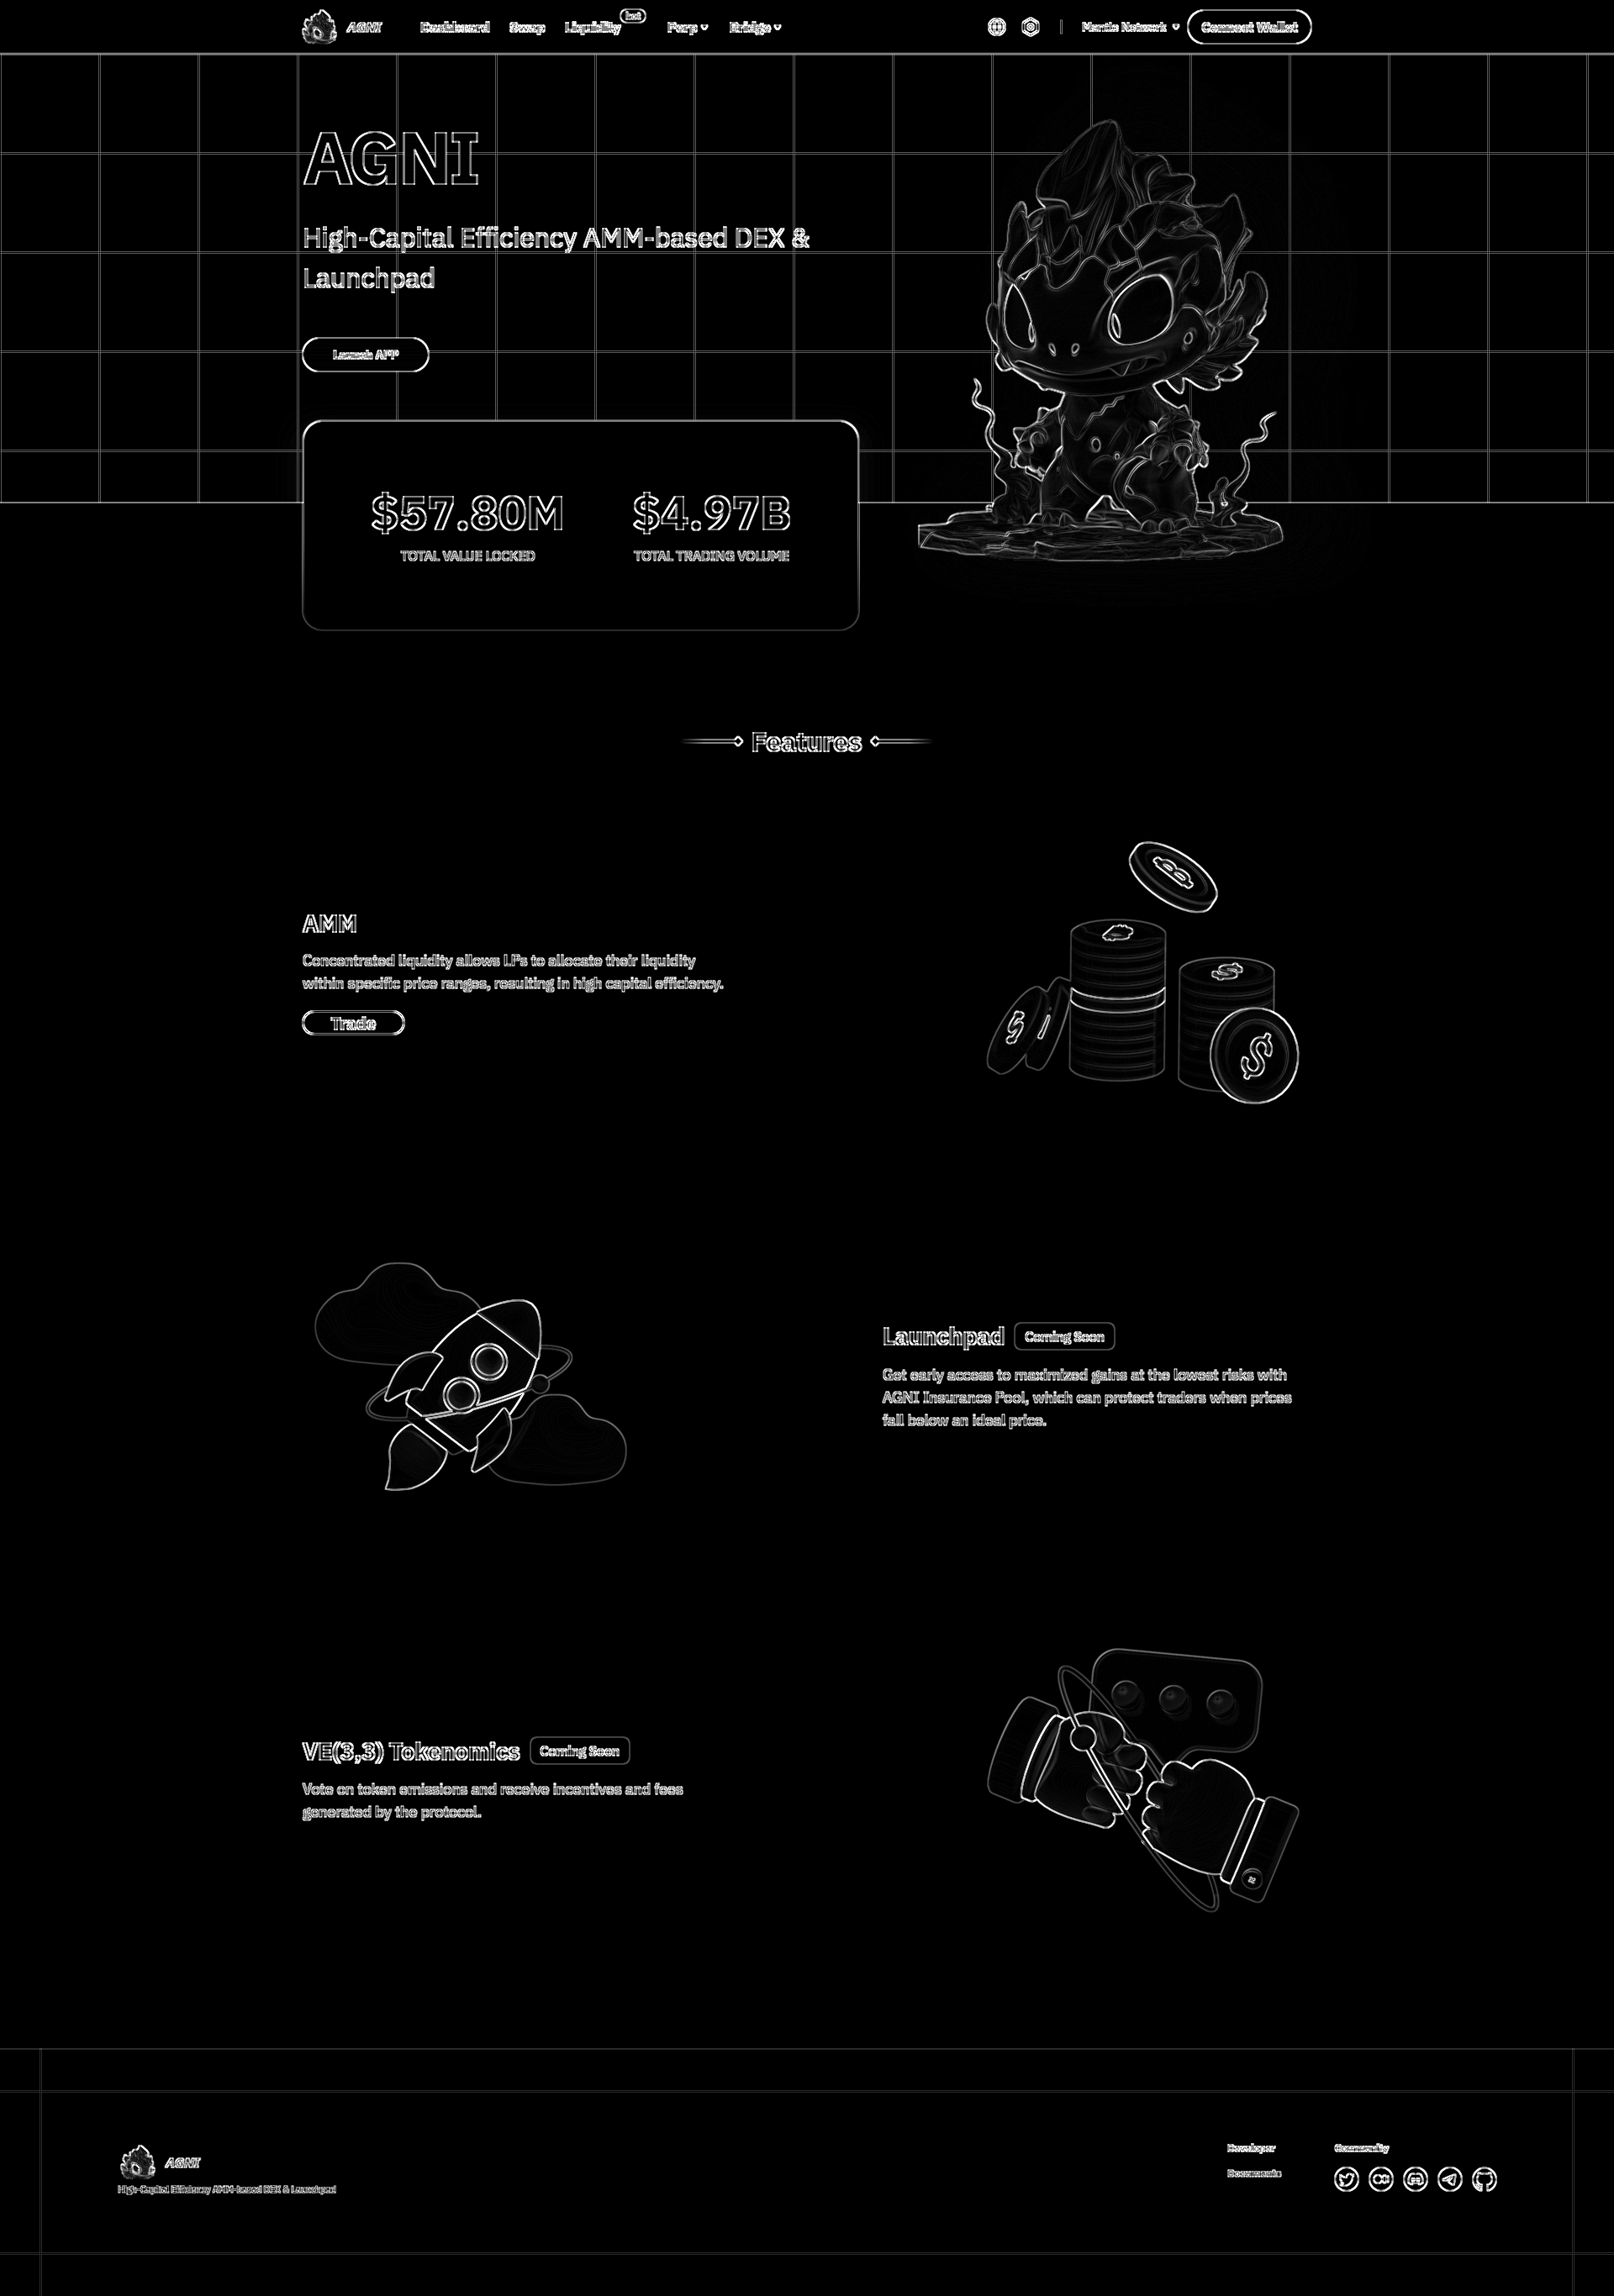 AGNI
Dashboard Swap Liquidity hot Perp Bridge Mantle Network Connect Wallet
AGNI
High-Capital Efficiency AMM-based DEX &
Launchpad
Launch APP
$57.80M $4.97B
TOTAL VALUE LOCKED TOTAL TRADING VOLUME
Features
AMM
Concentrated liquidity allows LPs to allocate their liquidity
within specific price ranges, resulting in high capital efficiency.
Trade
Launchpad Coming Soon
Get early access to maximized gains at the lowest risks with
AGNI Insurance Pool, which can protect traders when prices
fall below an ideal price.
VE(3,3) Tokenomics Coming Soon
Vote on token emissions and receive incentives and fees
generated by the protocol.
AGNI
High-Capital Efficiency AMM-based DEX & Launchpad
Developer Community
Documents